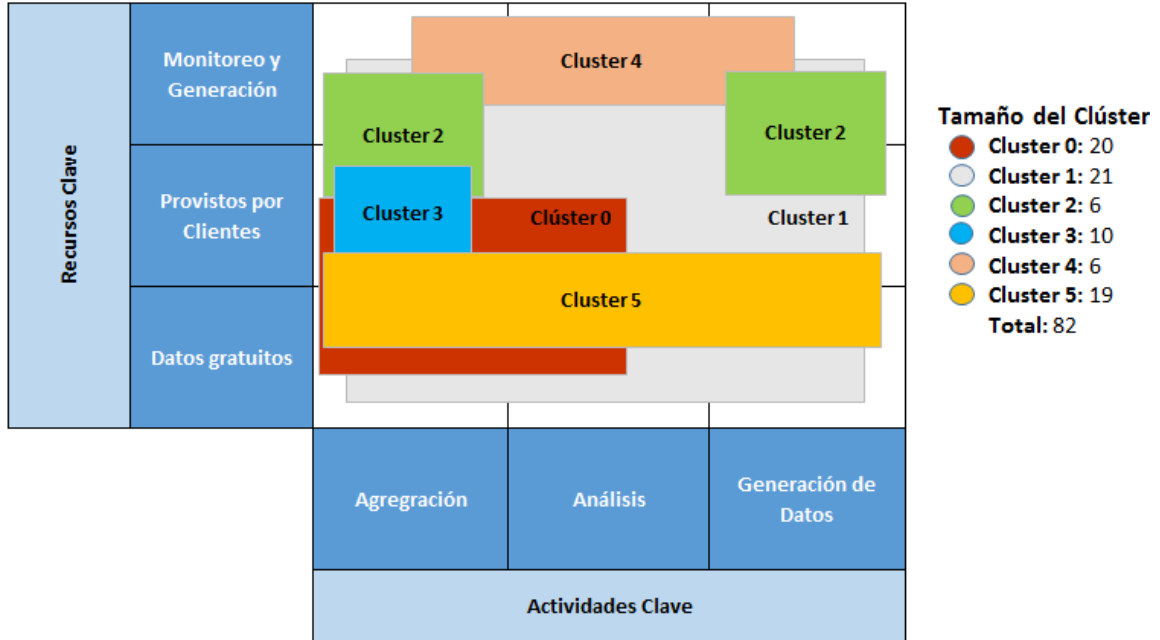 Recursos Clave
Monitoreo y
Generación
Provistos por
Clientes
Datos gratuitos
Cluster 4
Cluster 2
Cluster 2
Cluster 3
Clúster 0
Cluster 1
Cluster 5
Agregración
Análisis
Generación de
Datos
Actividades Clave
Tamaño del Clúster
Cluster 0: 20
Cluster 1: 21
Cluster 2: 6
Cluster 3: 10
Cluster 4: 6
Cluster 5: 19
Total: 82